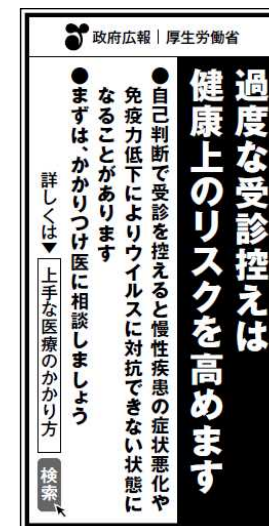 政府広報｜厚生労働省
過度な受診控えは
健康上のリスクを高めます
●自己判断で受診を控えると慢性疾患の症状悪化や
免疫力低下によりウイルスに対抗できない状態に
なることがあります
●まずは、かかりつけ医に相談しましょう
詳しくは▼ 上手な医療のかかり方 検索